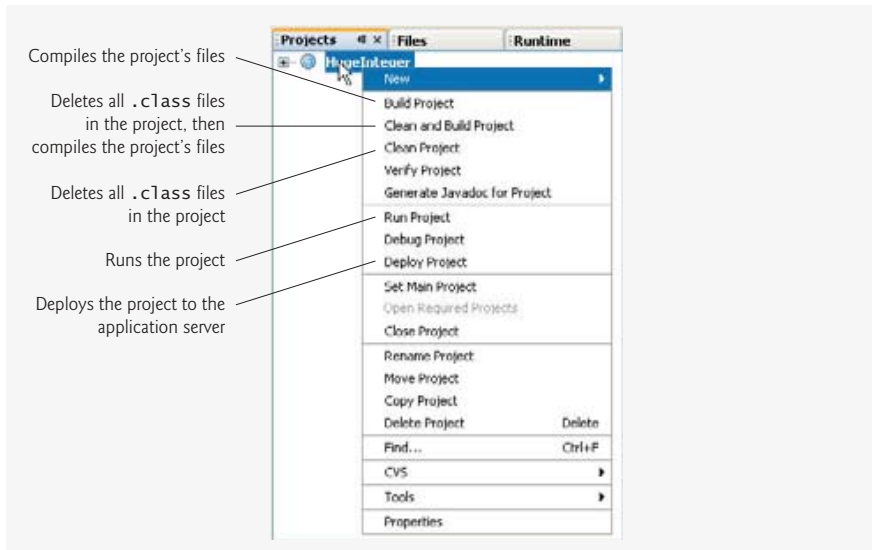 Projects
Files
Runtime
HugeInteger
New
Build Project
Clean and Build Project
Clean Project
Verify Project
Generate Javadoc for Project
Run Project
Debug Project
Deploy Project
Set Main Project
Open Required Projects
Close Project
Rename Project
Move Project
Copy Project
Delete Project Delete
Find... Ctrl+F
CVS
Tools
Properties
Compiles the project’s files
Deletes all .class files
in the project, then
compiles the project’s files
Deletes all .class files
in the project
Runs the project
Deploys the project to the
application server